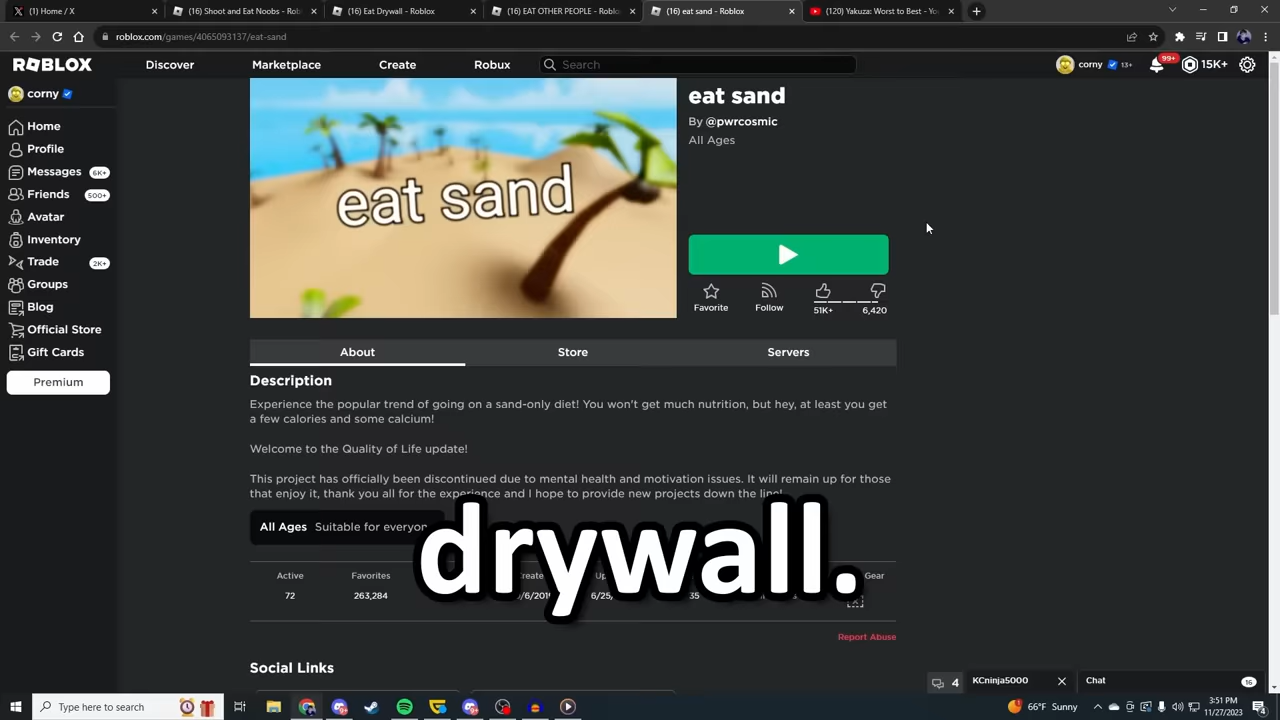 (1) Home / X
(16) Shoot and Eat Noobs - Rob
(16) Eat Drywall - Roblox
(16) EAT OTHER PEOPLE - Roblox
(16) eat sand - Roblox
(120) Yakuza: Worst to Best - Yo
roblox.com/games/4065093137/eat-sand
ROBLOX
Discover
Marketplace
Create
Robux
Search
corny 13+
99+
15K+
corny
Home
Profile
Messages 6K+
Friends 500+
Avatar
Inventory
Trade 2K+
Groups
Blog
Official Store
Gift Cards
Premium
eat sand
eat sand
By @pwrcosmic
All Ages
Favorite
Follow
51K+
6,420
About
Store
Servers
Description
Experience the popular trend of going on a sand-only diet! You won't get much nutrition, but hey, at least you get
a few calories and some calcium!
Welcome to the Quality of Life update!
This project has officially been discontinued due to mental health and motivation issues. It will remain up for those
that enjoy it, thank you all for the experience and I hope to provide new projects down the line!
All Ages Suitable for everyon
drywall.
Active
Favorites
Gear
72
263,284
Report Abuse
Social Links
4
KCninja5000
Chat
16
Type here to search
66°F Sunny
3:51 PM
11/27/2023